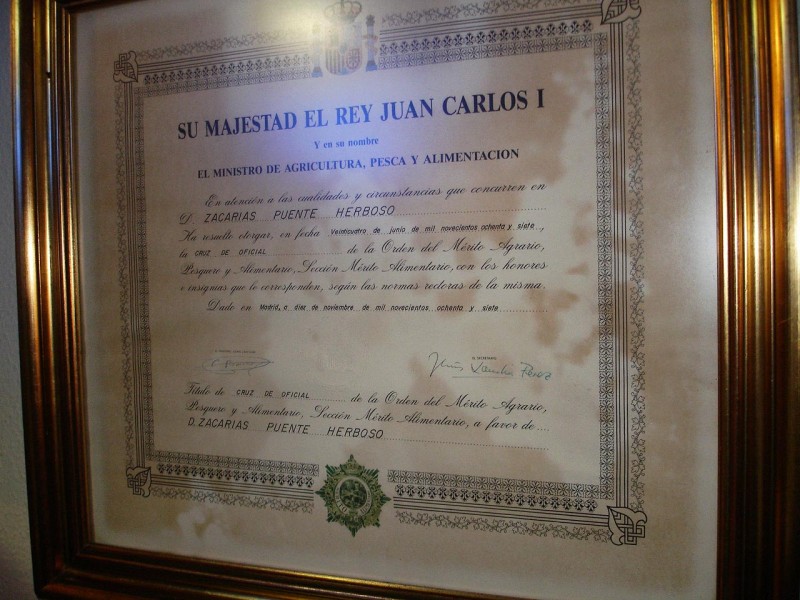 SU MAJESTAD EL REY JUAN CARLOS I
Y en su nombre
EL MINISTRO DE AGRICULTURA, PESCA Y ALIMENTACION
En atención a las cualidades y circunstancias que concurren en
D. ZACARIAS PUENTE HERBOSO
Ha resuelto otorgar, en fecha Veinticuatro de junio de mil novecientos ochenta y siete,
la CRUZ DE OFICIAL de la Orden del Mérito Agrario,
Pesquero y Alimentario, Sección Mérito Alimentario, con los honores
e insignias que le corresponden, según las normas rectoras de la misma.
Dado en Madrid, a diez de noviembre de mil novecientos ochenta y siete
EL SECRETARIO
Título de CRUZ DE OFICIAL de la Orden del Mérito Agrario,
Pesquero y Alimentario, Sección Mérito Alimentario, a favor de
D. ZACARIAS PUENTE HERBOSO